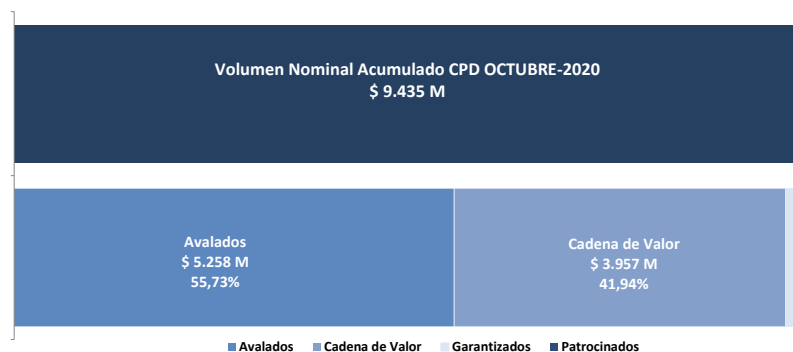 Volumen Nominal Acumulado CPD OCTUBRE-2020
$ 9.435 M
Avalados
$ 5.258 M
55,73%
Cadena de Valor
$ 3.957 M
41,94%
Avalados Cadena de Valor Garantizados Patrocinados